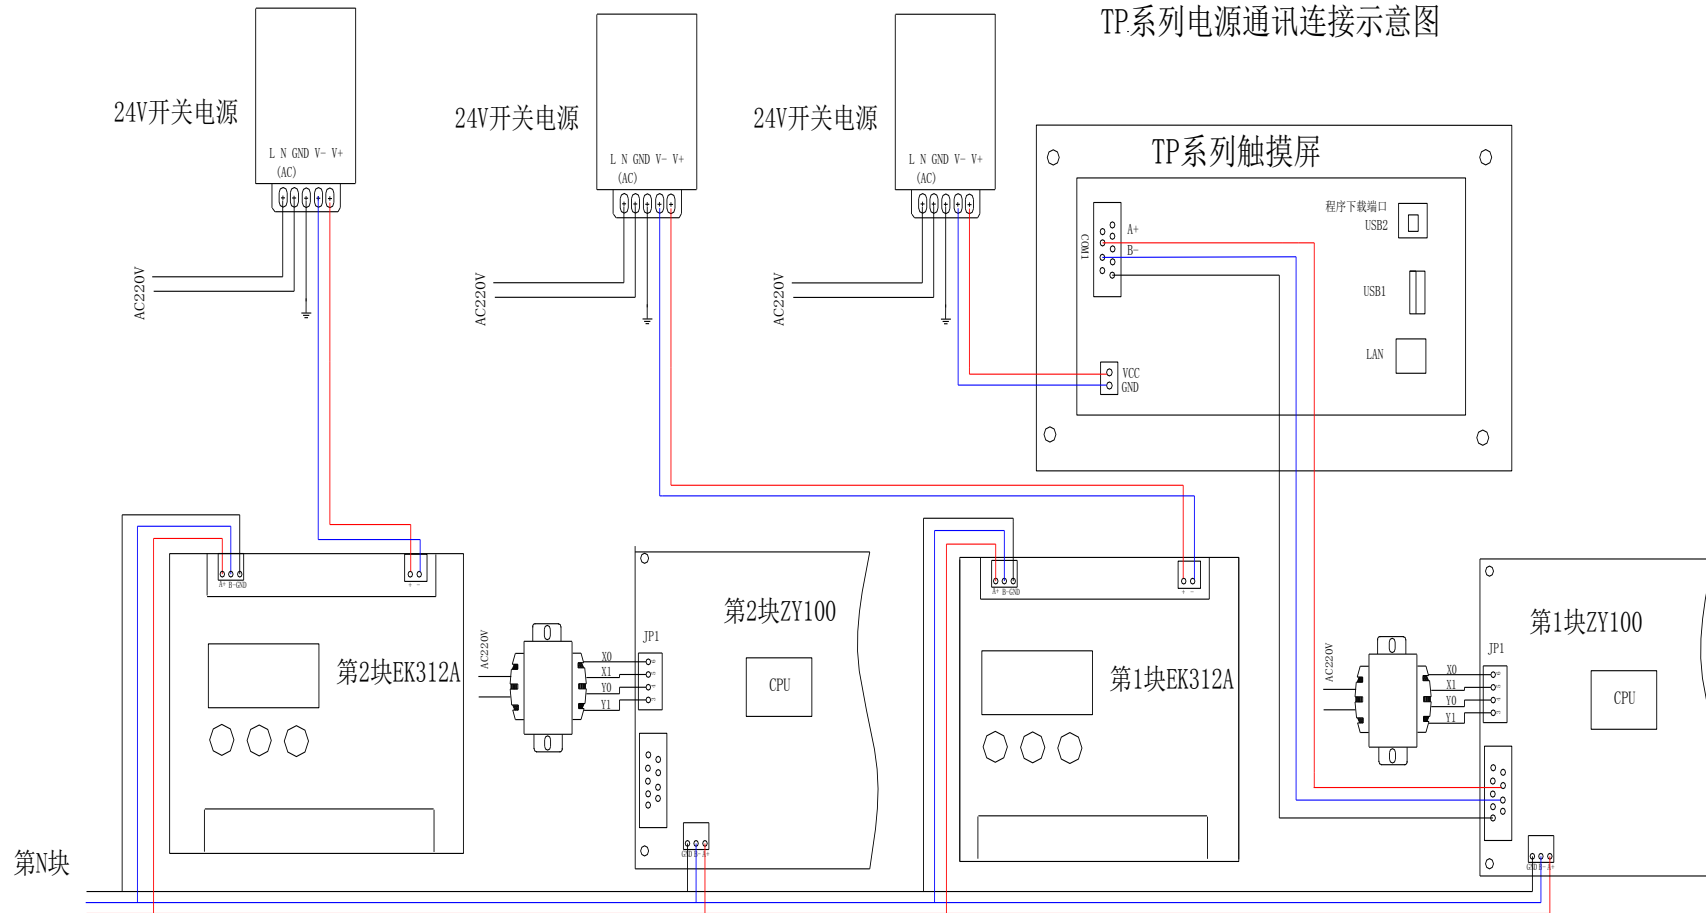 TP系列电源通讯连接示意图
24V开关电源
L N GND V- V+
(AC)
AC220V
24V开关电源
L N GND V- V+
(AC)
AC220V
24V开关电源
L N GND V- V+
(AC)
AC220V
TP系列触摸屏
COM1
A+
B-
程序下载端口
USB2
USB1
LAN
VCC
GND
A+ B-GND
+ -
第2块EK312A
AC220V
X0
X1
Y0
Y1
JP1
第2块ZY100
CPU
GND B- A+
A+ B-GND
+ -
第1块EK312A
AC220V
X0
X1
Y0
Y1
JP1
第1块ZY100
CPU
GND B- A+
第N块